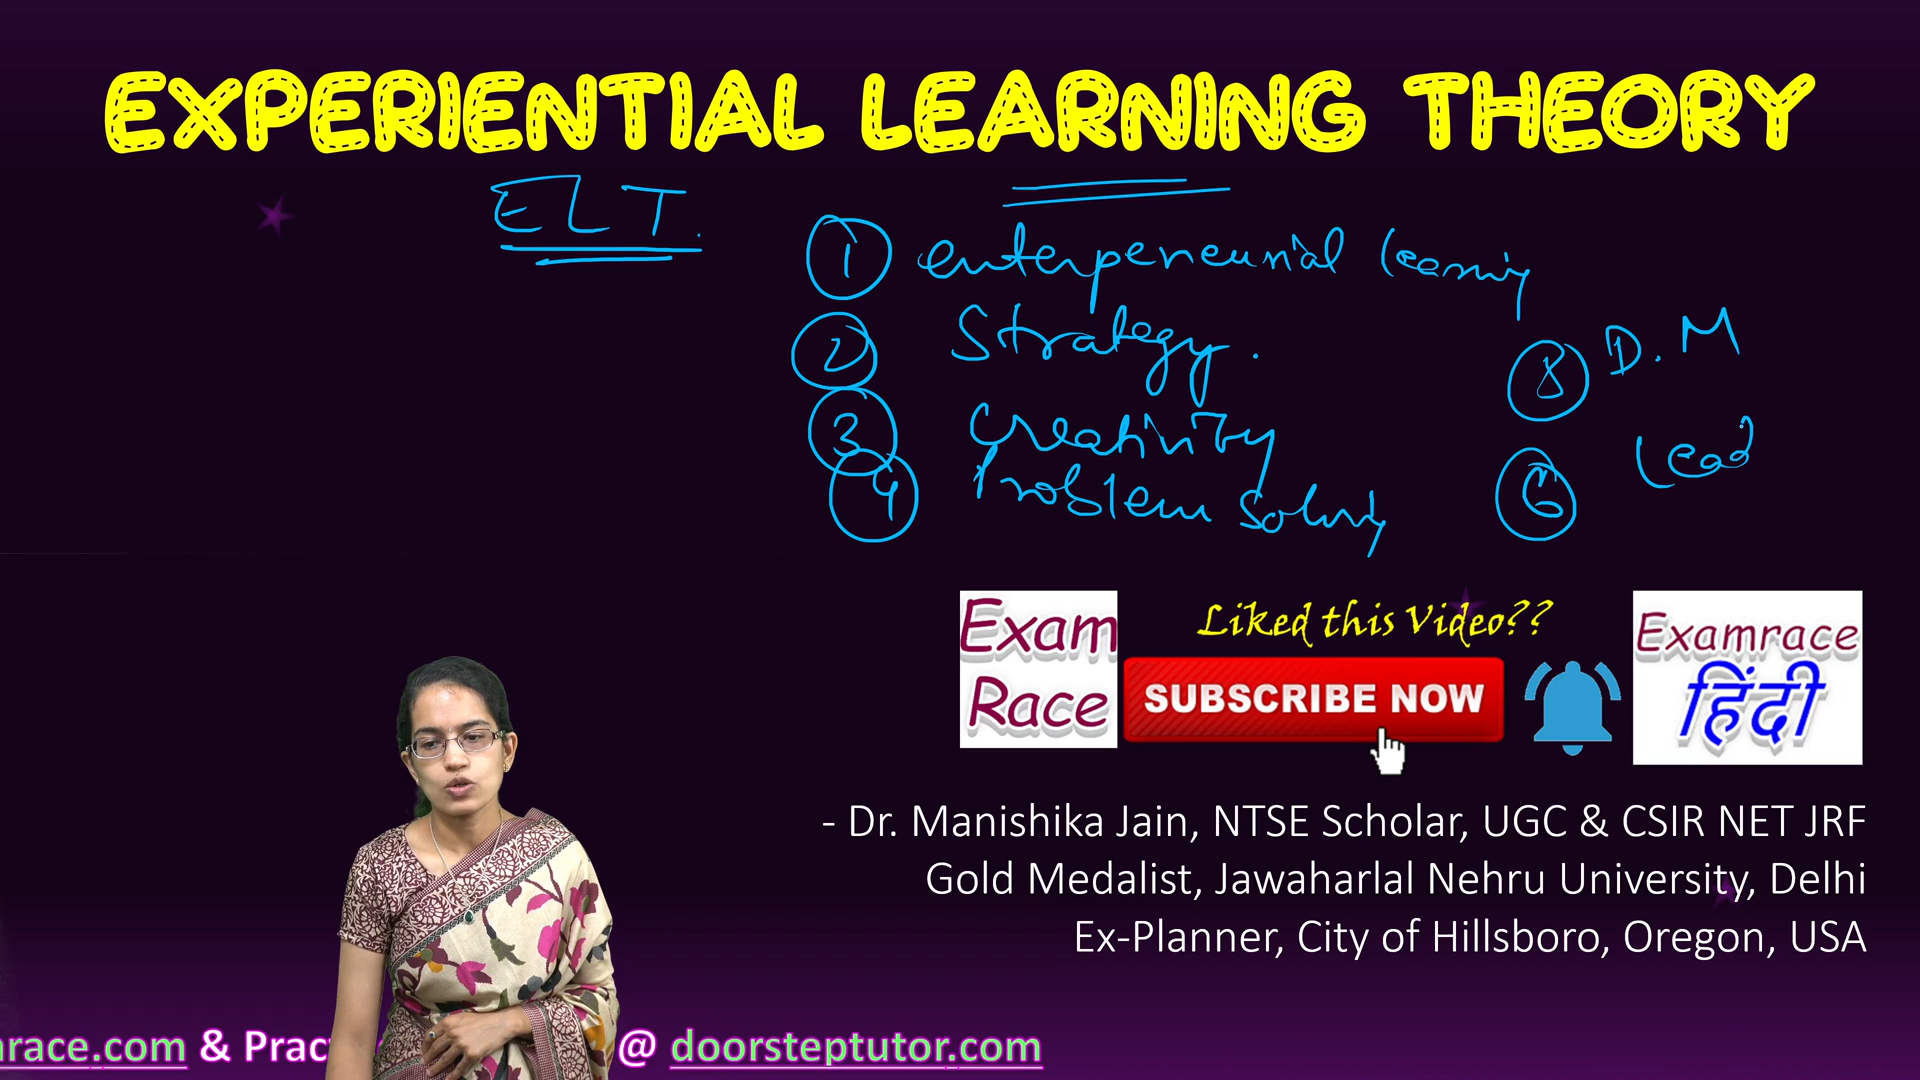 EXPERIENTIAL LEARNING THEORY
ELT.
1 enterpeneurial learning
2 Strategy.
3 Creativity
4 Problem Solving
8 D.M
6 Lead
Exam
Race
Liked this Video??
SUBSCRIBE NOW
Examrace
हिंदी
- Dr. Manishika Jain, NTSE Scholar, UGC & CSIR NET JRF
Gold Medalist, Jawaharlal Nehru University, Delhi
Ex-Planner, City of Hillsboro, Oregon, USA
race.com & Prac @ doorsteptutor.com